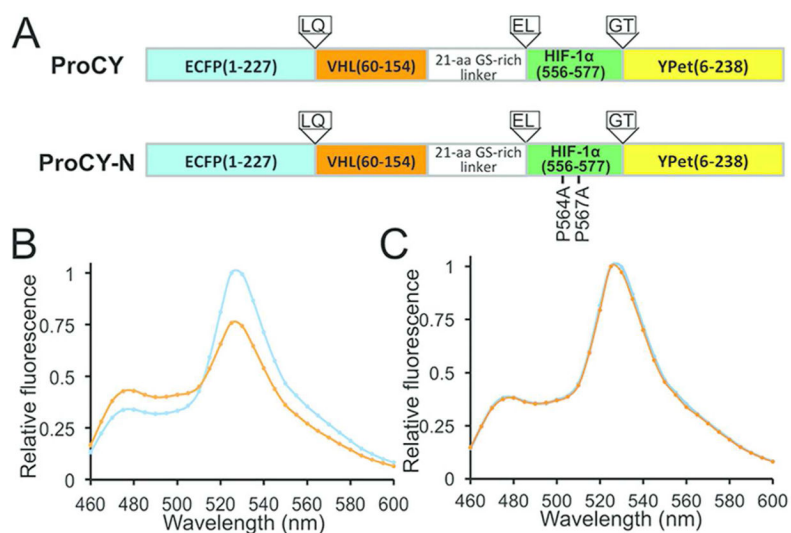 A
LQ
EL
GT
ProCY
ECFP(1-227)
VHL(60-154)
21-aa GS-rich
linker
HIF-1α
(556-577)
YPet(6-238)
LQ
EL
GT
ProCY-N
ECFP(1-227)
VHL(60-154)
21-aa GS-rich
linker
HIF-1α
(556-577)
YPet(6-238)
P564A
P567A
B
Relative fluorescence
1
0.75
0.5
0.25
0
460 480 500 520 540 560 580 600
Wavelength (nm)
C
Relative fluorescence
1
0.75
0.5
0.25
0
460 480 500 520 540 560 580 600
Wavelength (nm)